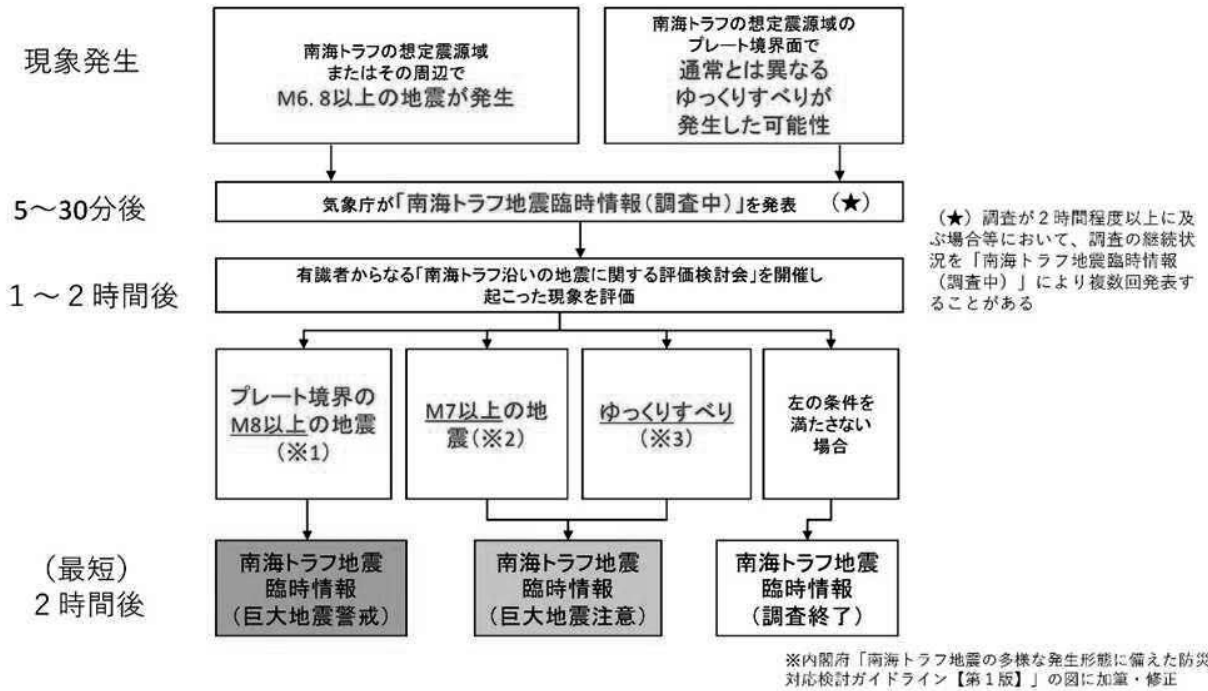 現象発生
南海トラフの想定震源域
またはその周辺で
M6.8以上の地震が発生
南海トラフの想定震源域の
プレート境界面で
通常とは異なる
ゆっくりすべりが
発生した可能性
5～30分後
気象庁が「南海トラフ地震臨時情報(調査中)」を発表 (★)
(★)調査が2時間程度以上に及
ぶ場合等において、調査の継続状
況を「南海トラフ地震臨時情報
(調査中)」により複数回発表す
ることがある
1～2時間後
有識者からなる「南海トラフ沿いの地震に関する評価検討会」を開催し
起こった現象を評価
プレート境界の
M8以上の地震
(※1)
M7以上の地
震(※2)
ゆっくりすべり
(※3)
左の条件を
満たさない
場合
(最短)
2時間後
南海トラフ地震
臨時情報
(巨大地震警戒)
南海トラフ地震
臨時情報
(巨大地震注意)
南海トラフ地震
臨時情報
(調査終了)
※内閣府「南海トラフ地震の多様な発生形態に備えた防災
対応検討ガイドライン【第1版】」の図に加筆・修正